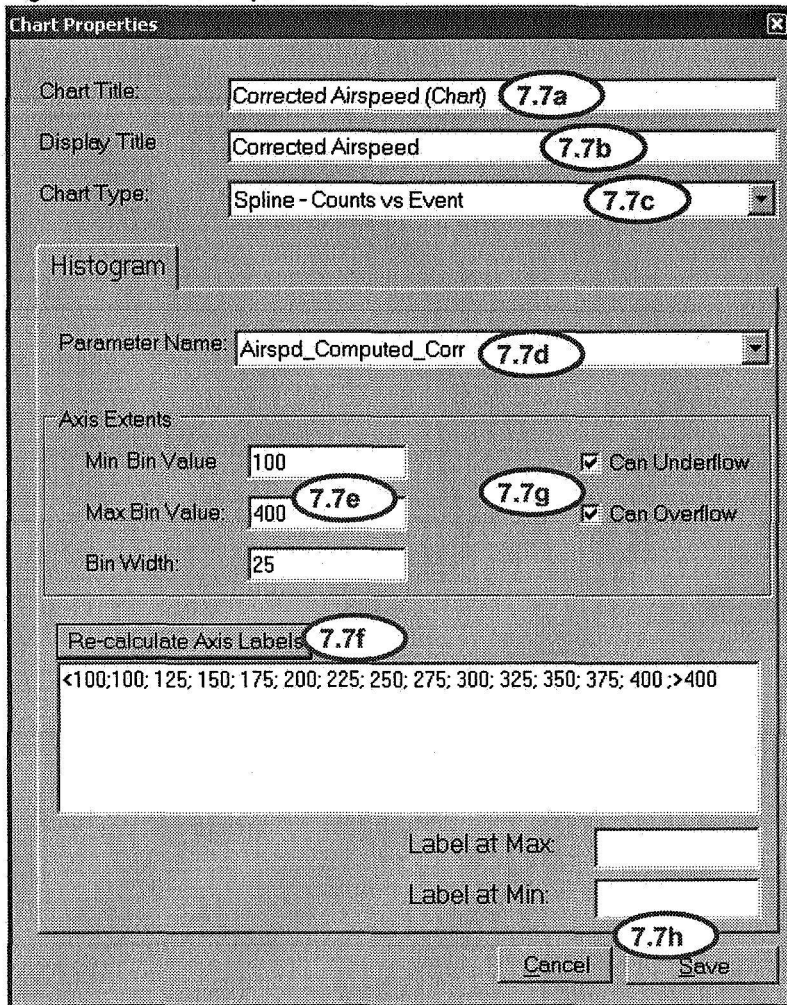 Chart Properties
Chart Title: Corrected Airspeed (Chart) 7.7a
Display Title Corrected Airspeed 7.7b
Chart Type: Spline - Counts vs Event 7.7c
Histogram
Parameter Name: Airspd_Computed_Corr 7.7d
Axis Extents
Min Bin Value 100 Can Underflow
7.7e 7.7g
Max Bin Value: 400 Can Overflow
Bin Width: 25
Re-calculate Axis Labels 7.7f
<100;100; 125; 150; 175; 200; 225; 250; 275; 300; 325; 350; 375; 400 ;>400
Label at Max:
Label at Min:
7.7h
Cancel Save